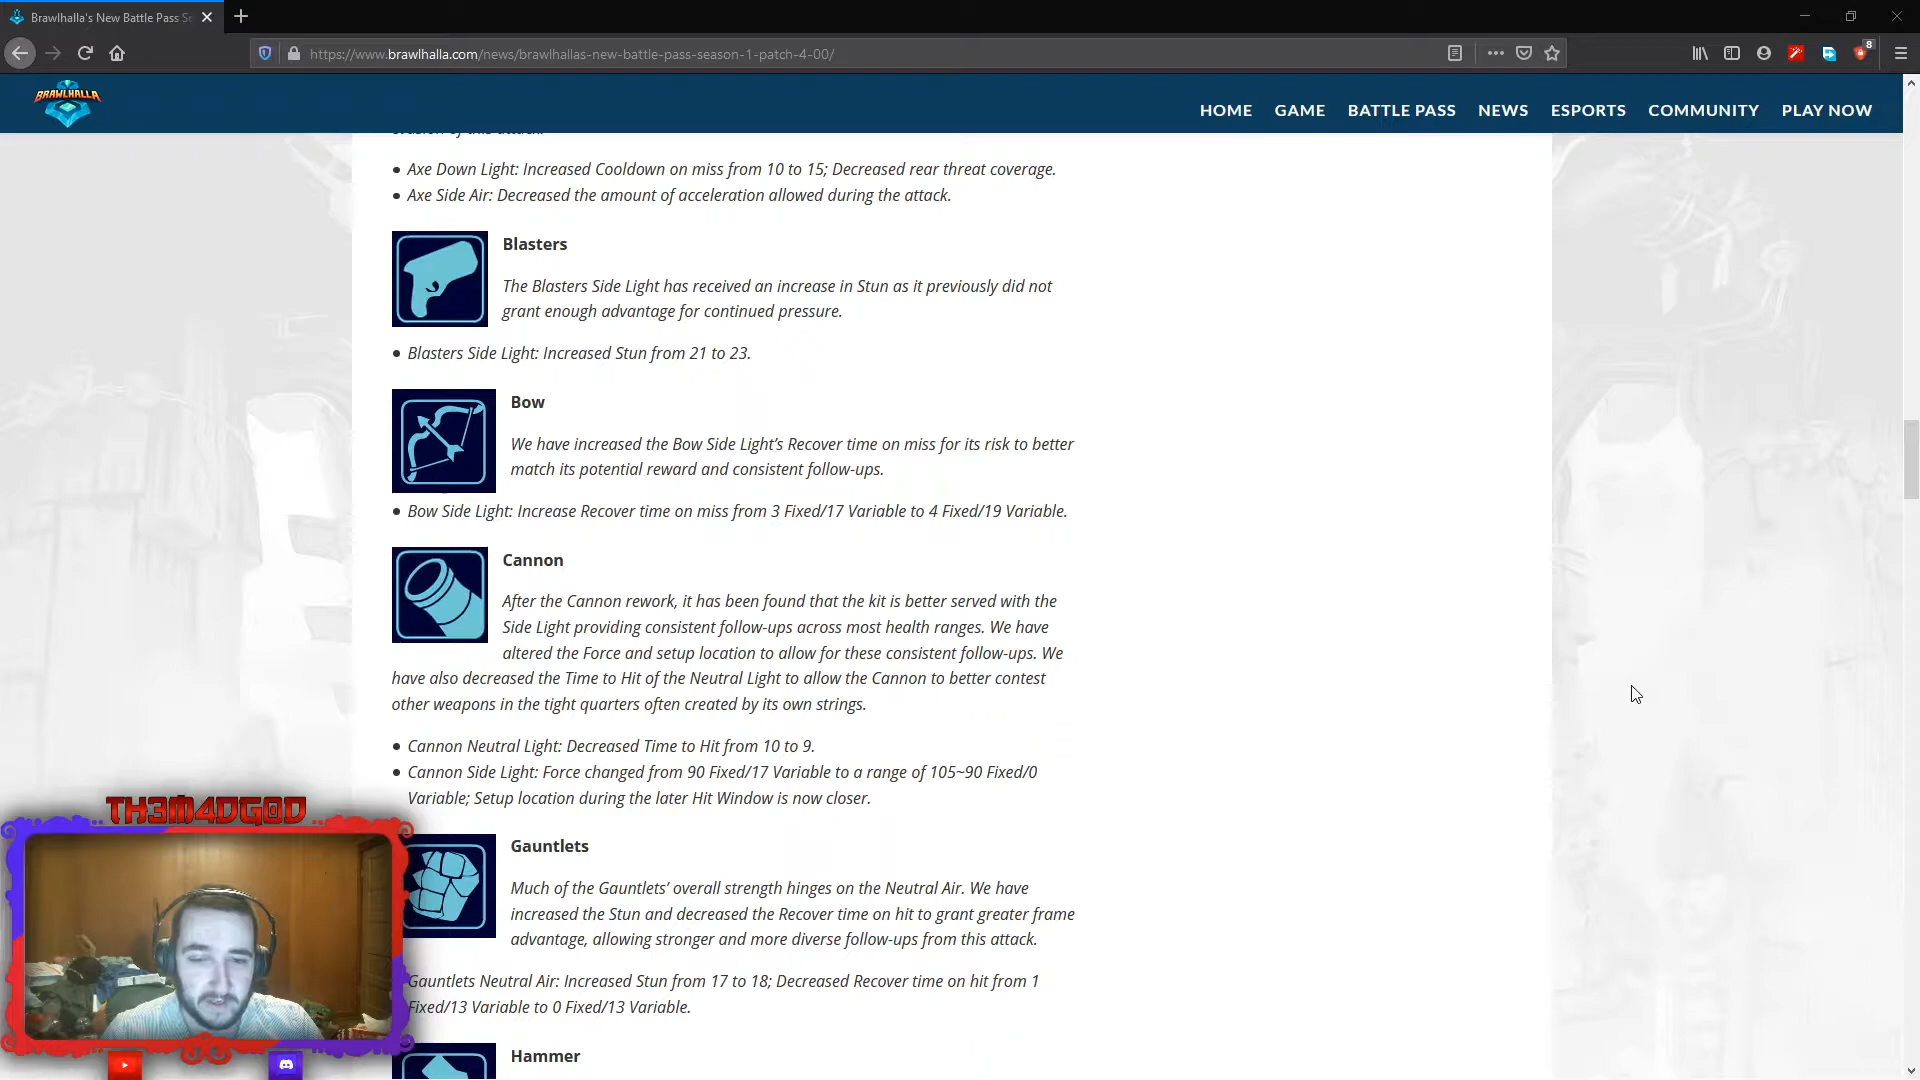 Brawlhalla's New Battle Pass Se
https://www.brawlhalla.com/news/brawlhallas-new-battle-pass-season-1-patch-4-00/
8
BRAWLHALLA
HOME GAME BATTLE PASS NEWS ESPORTS COMMUNITY PLAY NOW
of this attack.
• Axe Down Light: Increased Cooldown on miss from 10 to 15; Decreased rear threat coverage.
• Axe Side Air: Decreased the amount of acceleration allowed during the attack.
Blasters
The Blasters Side Light has received an increase in Stun as it previously did not
grant enough advantage for continued pressure.
• Blasters Side Light: Increased Stun from 21 to 23.
Bow
We have increased the Bow Side Light’s Recover time on miss for its risk to better
match its potential reward and consistent follow-ups.
• Bow Side Light: Increase Recover time on miss from 3 Fixed/17 Variable to 4 Fixed/19 Variable.
Cannon
After the Cannon rework, it has been found that the kit is better served with the
Side Light providing consistent follow-ups across most health ranges. We have
altered the Force and setup location to allow for these consistent follow-ups. We
have also decreased the Time to Hit of the Neutral Light to allow the Cannon to better contest
other weapons in the tight quarters often created by its own strings.
• Cannon Neutral Light: Decreased Time to Hit from 10 to 9.
• Cannon Side Light: Force changed from 90 Fixed/17 Variable to a range of 105~90 Fixed/0
Variable; Setup location during the later Hit Window is now closer.
TH3M4DG0D
Gauntlets
Much of the Gauntlets’ overall strength hinges on the Neutral Air. We have
increased the Stun and decreased the Recover time on hit to grant greater frame
advantage, allowing stronger and more diverse follow-ups from this attack.
Gauntlets Neutral Air: Increased Stun from 17 to 18; Decreased Recover time on hit from 1
Fixed/13 Variable to 0 Fixed/13 Variable.
Hammer